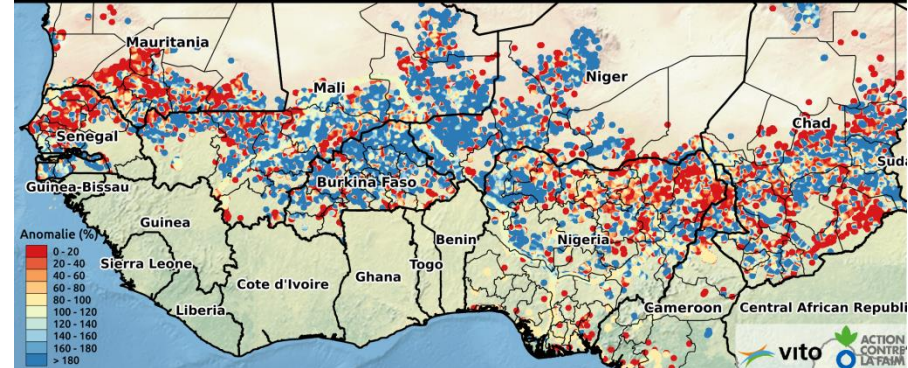 Mauritania
Mali
Niger
Chad
Senegal
Suda
Burkina Faso
Guinea-Bissau
Guinea
Benin
Nigeria
Anomalie (%)
0 - 20
20 - 40
40 - 60
60 - 80
80 - 100
100 - 120
120 - 140
140 - 160
160 - 180
> 180
Sierra Leone
Togo
Ghana
Cote d'Ivoire
Liberia
Cameroon
Central African Republi
vito
ACTION
CONTRE
LA FAIM